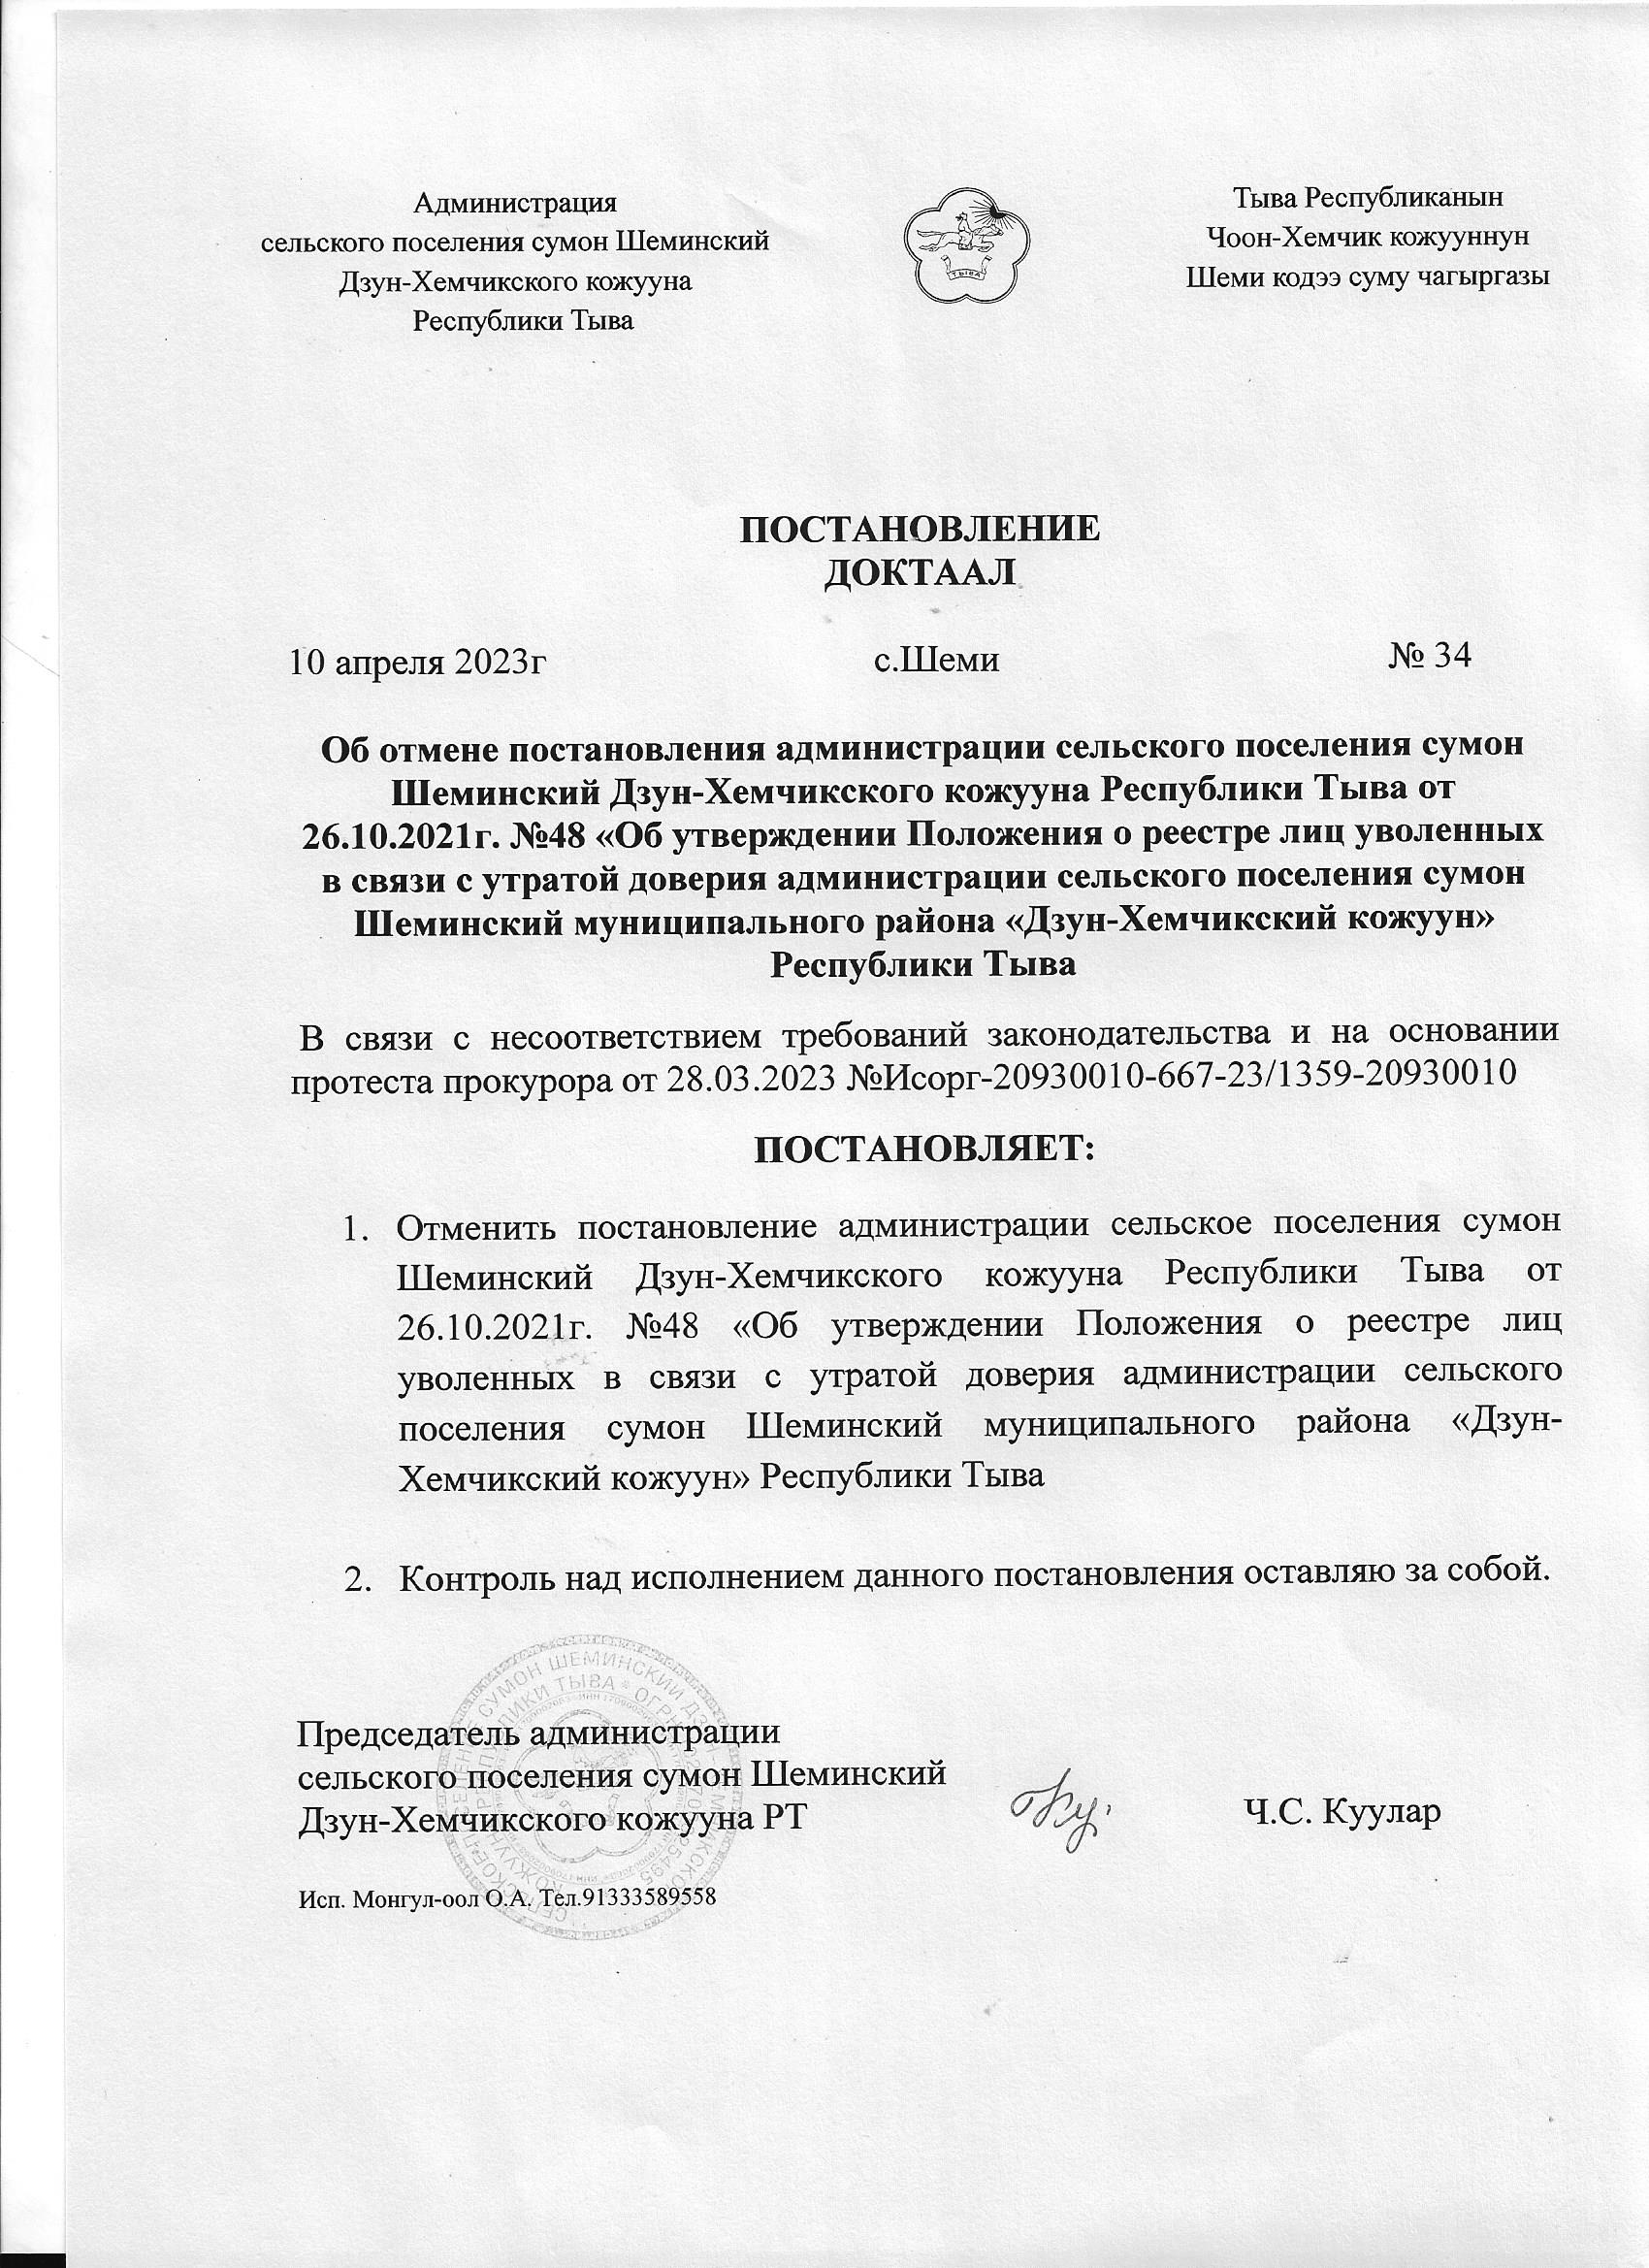 Администрация
сельского поселения сумон Шеминский
Дзун-Хемчикского кожууна
Республики Тыва
ТЫВА
Тыва Республиканын
Чоон-Хемчик кожууннун
Шеми кодээ суму чагыргазы
ПОСТАНОВЛЕНИЕ
ДОКТААЛ
10 апреля 2023г с.Шеми № 34
Об отмене постановления администрации сельского поселения сумон
Шеминский Дзун-Хемчикского кожууна Республики Тыва от
26.10.2021г. №48 «Об утверждении Положения о реестре лиц уволенных
в связи с утратой доверия администрации сельского поселения сумон
Шеминский муниципального района «Дзун-Хемчикский кожуун»
Республики Тыва
В связи с несоответствием требований законодательства и на основании
протеста прокурора от 28.03.2023 №Исорг-20930010-667-23/1359-20930010
ПОСТАНОВЛЯЕТ:
1. Отменить постановление администрации сельское поселения сумон
Шеминский Дзун-Хемчикского кожууна Республики Тыва от
26.10.2021г. №48 «Об утверждении Положения о реестре лиц
уволенных в связи с утратой доверия администрации сельского
поселения сумон Шеминский муниципального района «Дзун-
Хемчикский кожуун» Республики Тыва
2. Контроль над исполнением данного постановления оставляю за собой.
Председатель администрации
сельского поселения сумон Шеминский
Дзун-Хемчикского кожууна РТ
Ч.С. Куулар
Исп. Монгул-оол О.А. Тел.91333589558
СУМОН ШЕМИНСКИЙ
ТЫВА * ОГРН